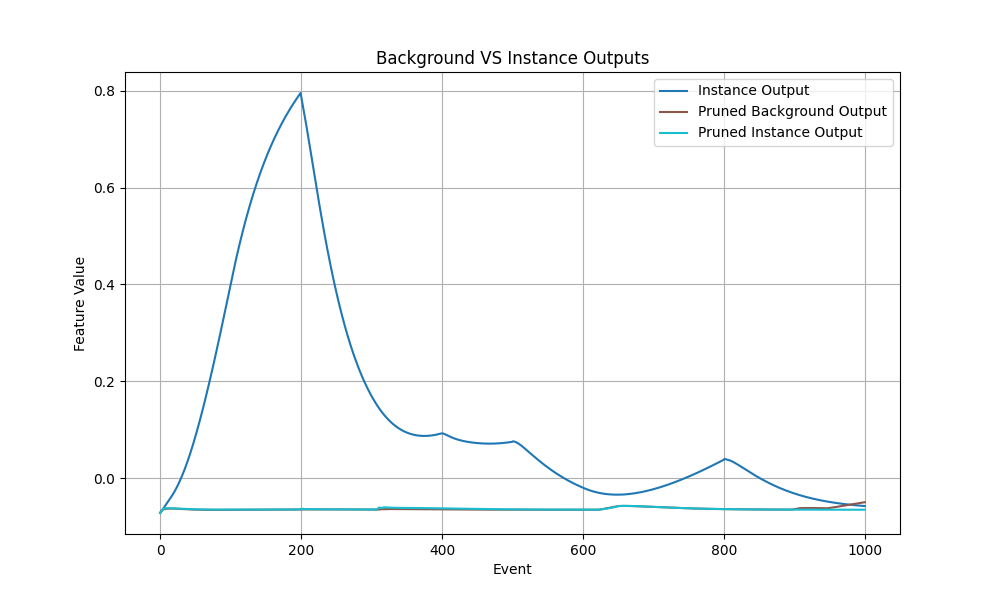 Background VS Instance Outputs
Instance Output
Pruned Background Output
Pruned Instance Output
Feature Value
0.8
0.6
0.4
0.2
0.0
0 200 400 600 800 1000
Event